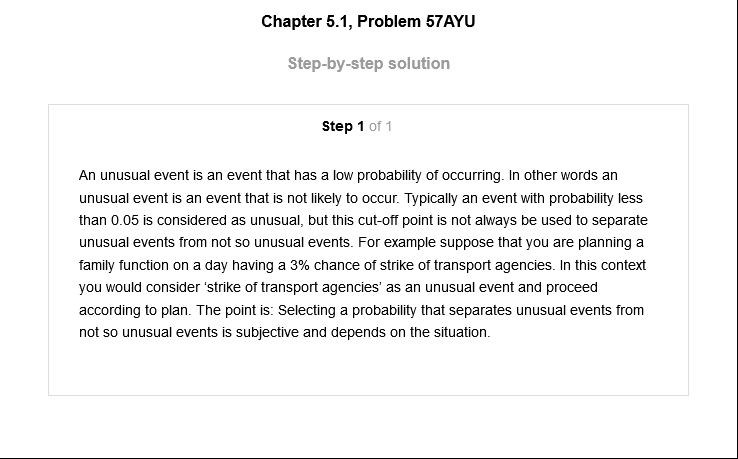 Chapter 5.1, Problem 57AYU
Step-by-step solution
Step 1 of 1
An unusual event is an event that has a low probability of occurring. In other words an
unusual event is an event that is not likely to occur. Typically an event with probability less
than 0.05 is considered as unusual, but this cut-off point is not always be used to separate
unusual events from not so unusual events. For example suppose that you are planning a
family function on a day having a 3% chance of strike of transport agencies. In this context
you would consider ‘strike of transport agencies’ as an unusual event and proceed
according to plan. The point is: Selecting a probability that separates unusual events from
not so unusual events is subjective and depends on the situation.